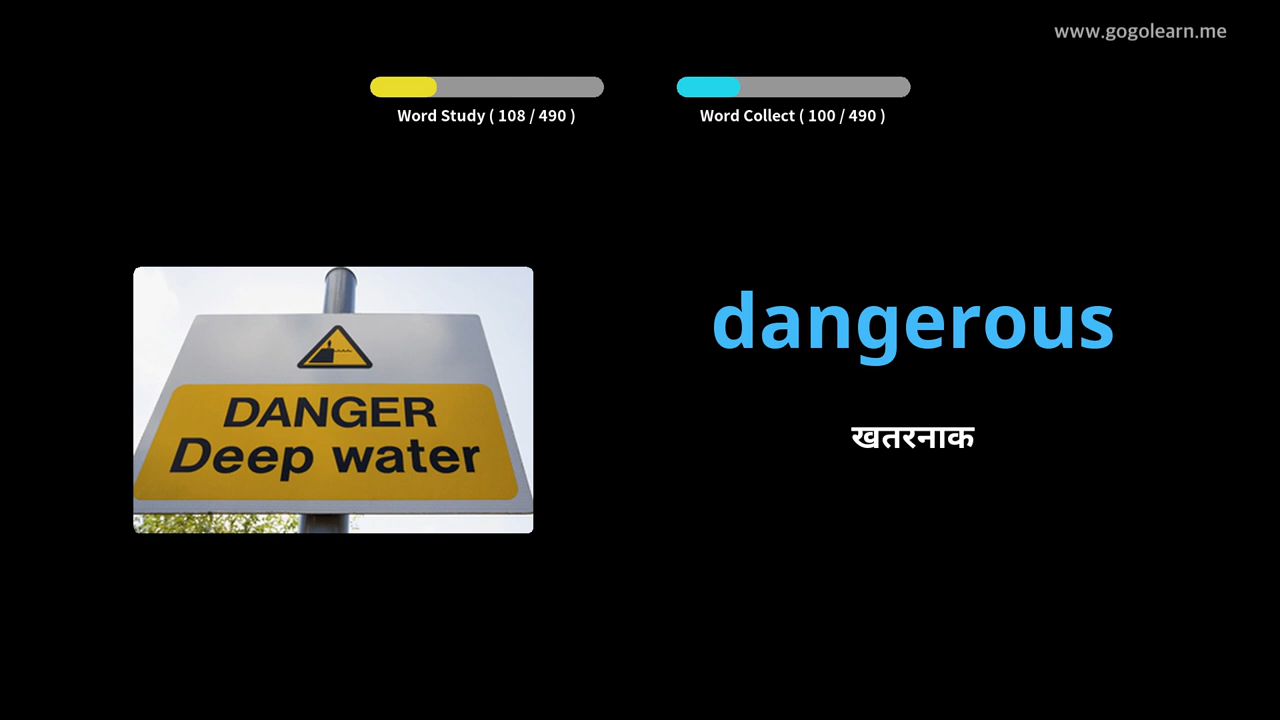 www.gogolearn.me
Word Study ( 108 / 490 )
Word Collect ( 100 / 490 )
DANGER
Deep water
dangerous
खतरनाक